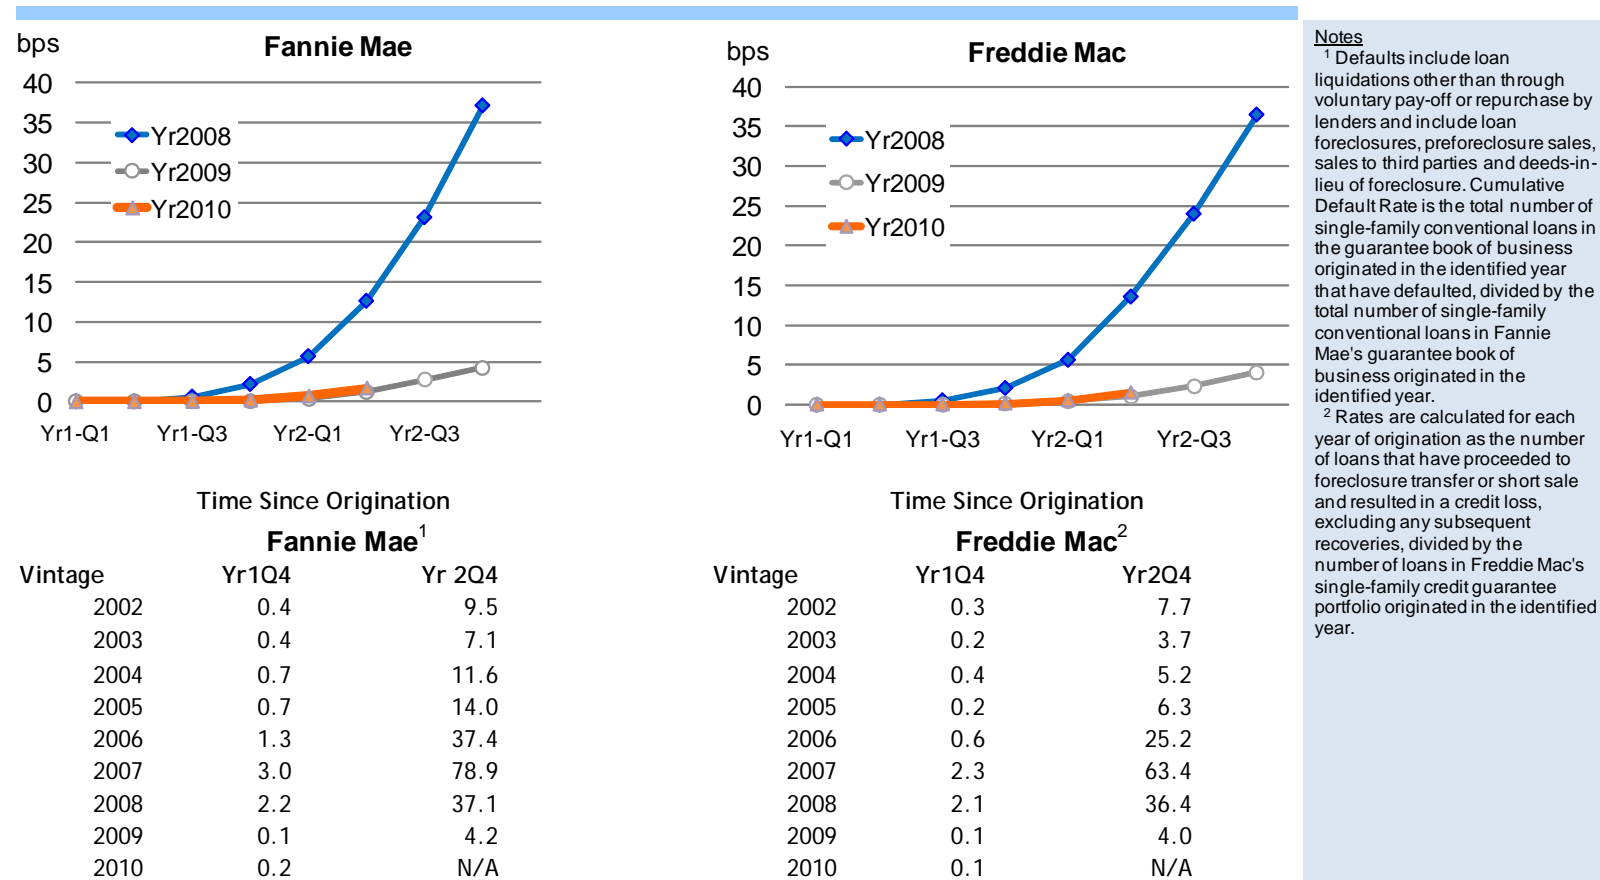 bps
Fannie Mae
40
35
30
25
20
15
10
5
0
Yr2008
Yr2009
Yr2010
Yr1-Q1 Yr1-Q3 Yr2-Q1 Yr2-Q3
Time Since Origination
Fannie Mae1
Vintage Yr1Q4 Yr 2Q4
2002 0.4 9.5
2003 0.4 7.1
2004 0.7 11.6
2005 0.7 14.0
2006 1.3 37.4
2007 3.0 78.9
2008 2.2 37.1
2009 0.1 4.2
2010 0.2 N/A
bps
Freddie Mac
40
35
30
25
20
15
10
5
0
Yr2008
Yr2009
Yr2010
Yr1-Q1 Yr1-Q3 Yr2-Q1 Yr2-Q3
Time Since Origination
Freddie Mac2
Vintage Yr1Q4 Yr2Q4
2002 0.3 7.7
2003 0.2 3.7
2004 0.4 5.2
2005 0.2 6.3
2006 0.6 25.2
2007 2.3 63.4
2008 2.1 36.4
2009 0.1 4.0
2010 0.1 N/A
Notes
1 Defaults include loan
liquidations other than through
voluntary pay-off or repurchase by
lenders and include loan
foreclosures, preforeclosure sales,
sales to third parties and deeds-in-
lieu of foreclosure. Cumulative
Default Rate is the total number of
single-family conventional loans in
the guarantee book of business
originated in the identified year
that have defaulted, divided by the
total number of single-family
conventional loans in Fannie
Mae's guarantee book of
business originated in the
identified year.
2 Rates are calculated for each
year of origination as the number
of loans that have proceeded to
foreclosure transfer or short sale
and resulted in a credit loss,
excluding any subsequent
recoveries, divided by the
number of loans in Freddie Mac's
single-family credit guarantee
portfolio originated in the identified
year.